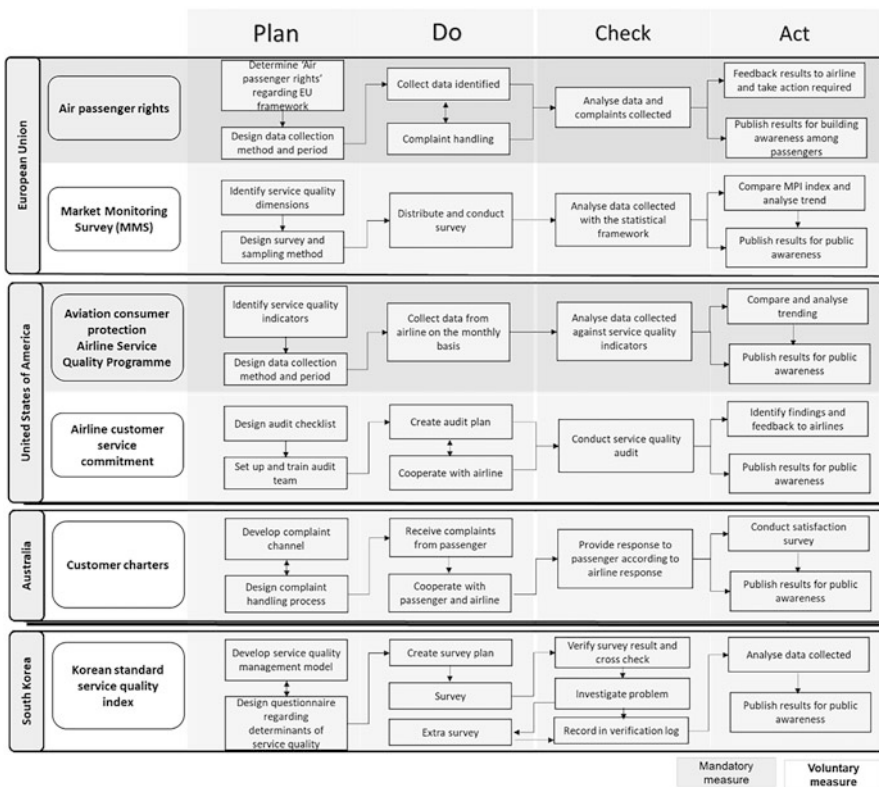 Plan
Do
Check
Act
European Union
Air passenger rights
Determine 'Air
passenger rights'
regarding EU
framework
Design data collection
method and period
Collect data identified
Complaint handling
Analyse data and
complaints collected
Feedback results to airline
and take action required
Publish results for building
awareness among
passengers
Market Monitoring
Survey (MMS)
Identify service quality
dimensions
Design survey and
sampling method
Distribute and conduct
survey
Analyse data collected
with the statistical
framework
Compare MPI index and
analyse trend
Publish results for public
awareness
United States of America
Aviation consumer
protection
Airline Service
Quality Programme
Identify service quality
indicators
Design data collection
method and period
Collect data from
airline on the monthly
basis
Analyse data collected
against service quality
indicators
Compare and analyse
trending
Publish results for public
awareness
Airline customer
service
commitment
Design audit checklist
Set up and train audit
team
Create audit plan
Cooperate with airline
Conduct service quality
audit
Identify findings and
feedback to airlines
Publish results for public
awareness
Australia
Customer charters
Develop complaint
channel
Design complaint
handling process
Receive complaints
from passenger
Cooperate with
passenger and airline
Provide response to
passenger according to
airline response
Conduct satisfaction
survey
Publish results for public
awareness
South Korea
Korean standard
service quality
index
Develop service quality
management model
Design questionnaire
regarding
determinants of
service quality
Create survey plan
Survey
Extra survey
Verify survey result and
cross check
Investigate problem
Record in verification log
Analyse data collected
Publish results for public
awareness
Mandatory
measure
Voluntary
measure